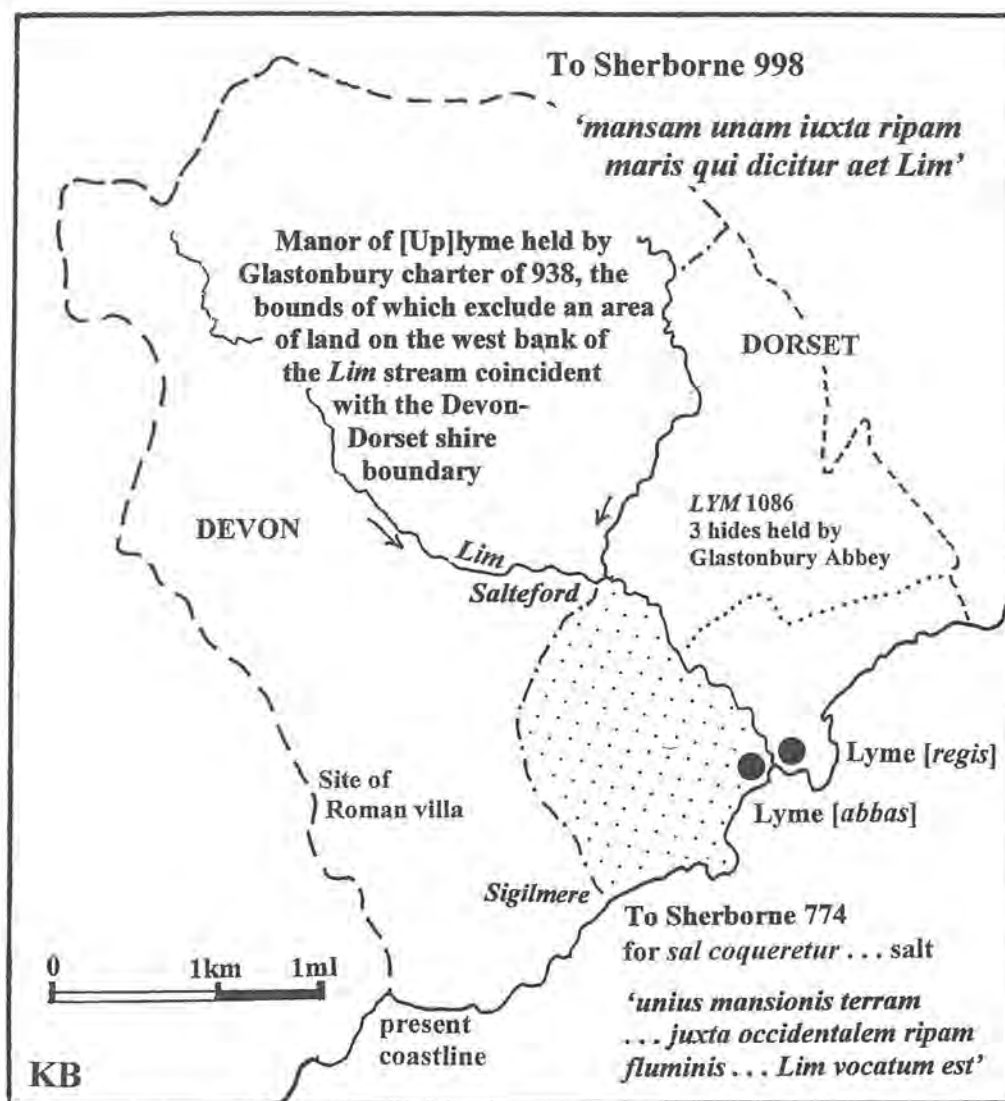 To Sherborne 998
‘mansam unam iuxta ripam
maris qui dicitur aet Lim’
Manor of [Up]lyme held by
Glastonbury charter of 938, the
bounds of which exclude an area
of land on the west bank of
the Lim stream coincident
with the Devon-
Dorset shire
boundary
DORSET
LYM 1086
3 hides held by
Glastonbury Abbey
DEVON
Lim
Salteford
Lyme [regis]
Lyme [abbas]
Site of
Roman villa
Sigilmere
To Sherborne 774
for sal coqueretur . . . salt
‘unius mansionis terram
. . . juxta occidentalem ripam
fluminis . . . Lim vocatum est’
0 1km 1ml
present
coastline
KB